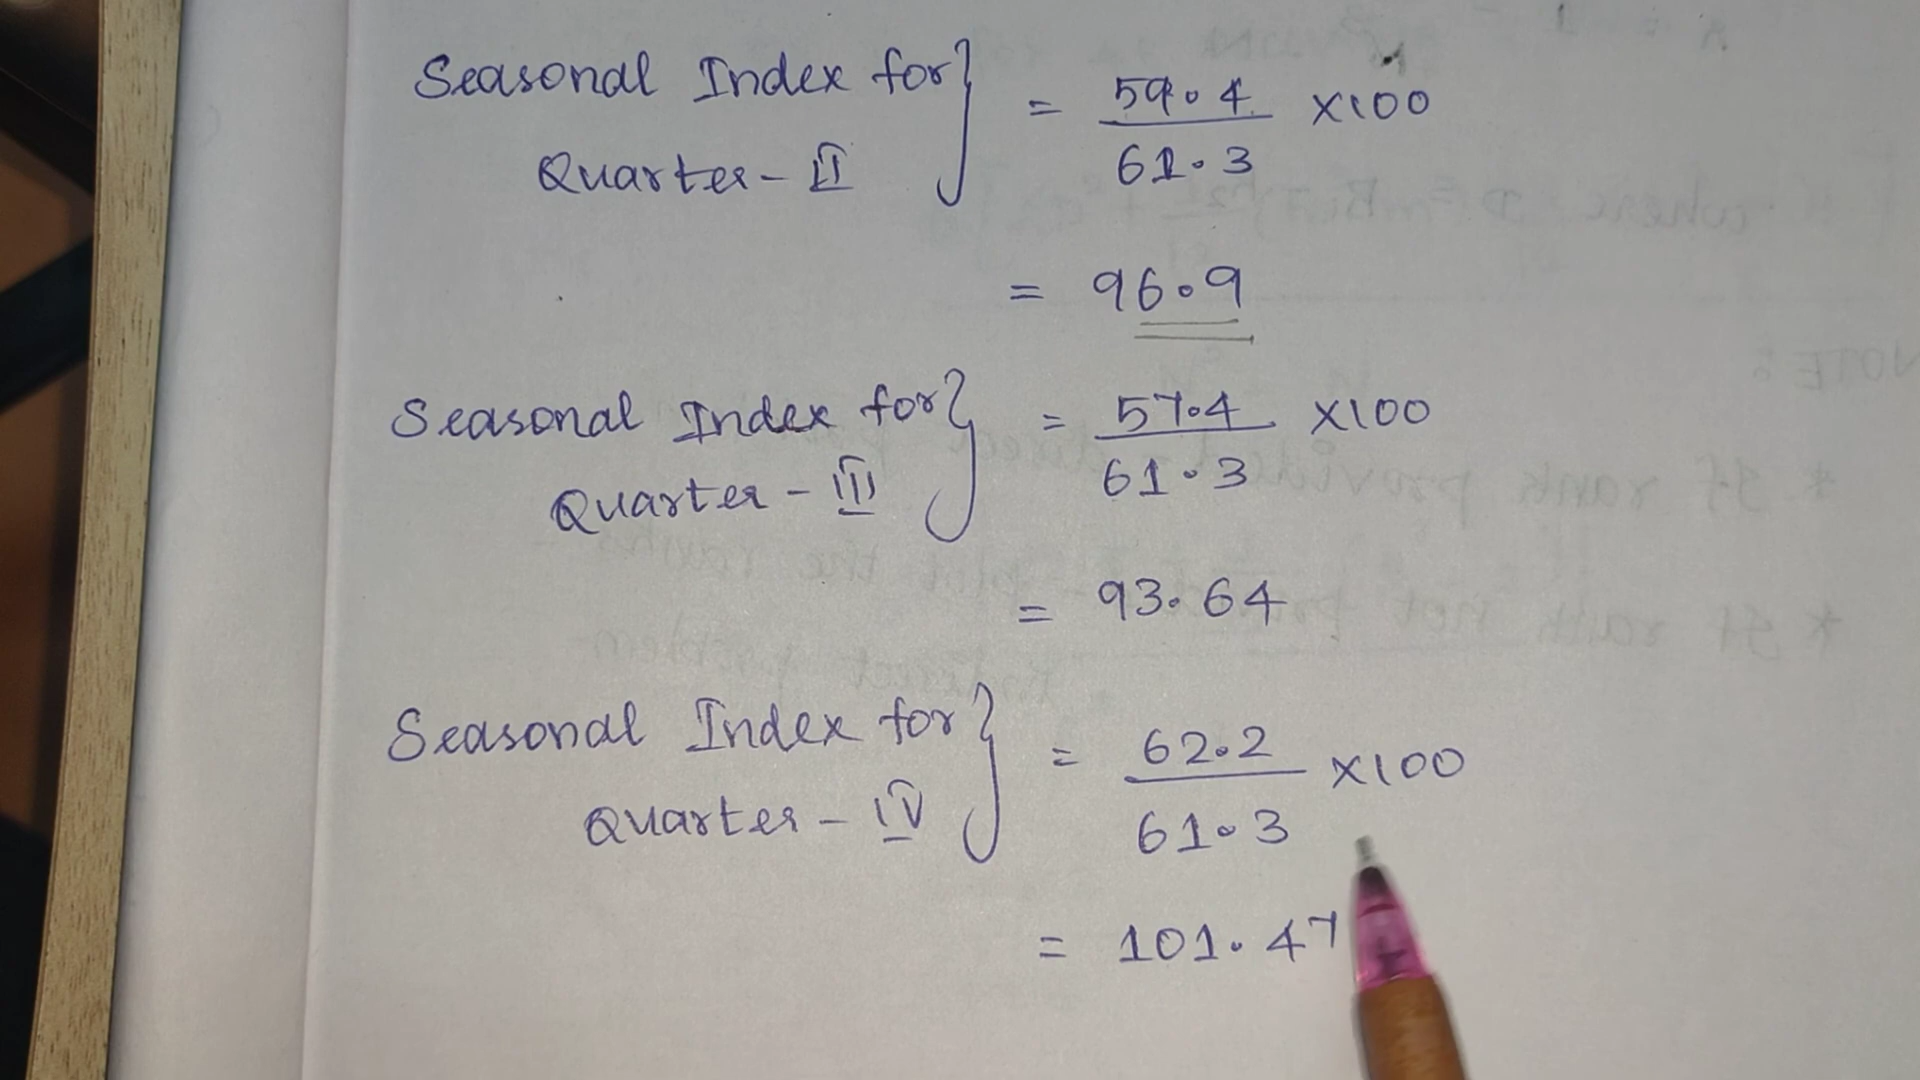 Seasonal Index for } = 59.4 / 61.3 ×100
Quarter - II
= 96.9
Seasonal Index for } = 57.4 / 61.3 ×100
Quarter - III
= 93.64
Seasonal Index for } = 62.2 / 61.3 ×100
Quarter - IV
= 101.47